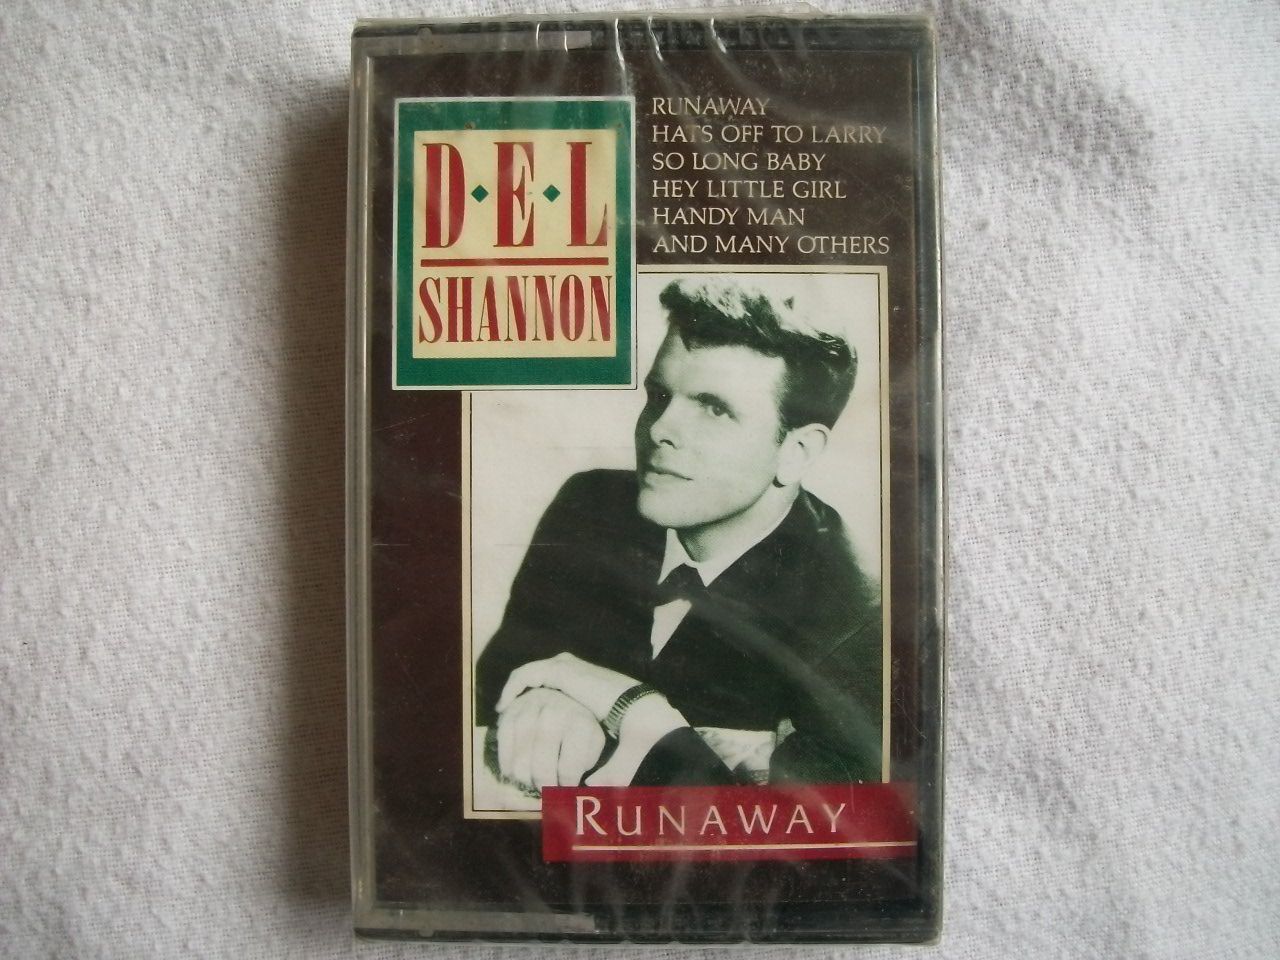 D·E·L
SHANNON
RUNAWAY
HATS OFF TO LARRY
SO LONG BABY
HEY LITTLE GIRL
HANDY MAN
AND MANY OTHERS
RUNAWAY